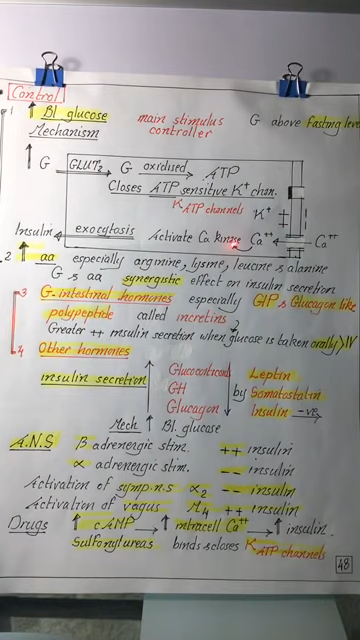 Control
1 ↑ Bl glucose main stimulus G above fasting level
Mechanism controller
↑ G GLUT2 G oxidised → ATP
Closes ATP sensitive K+ chan.
KATP channels K+ ++
Insulin ← exocytosis Activate Ca kinase Ca++ ← Ca++
2 ↑ aa especially arginine, lysine, leucine & alanine
G & aa synergistic effect on insulin secretion
3 G-intestinal hormones especially GIP & Glucagon like
polypeptide called incretins
Greater ++ insulin secretion when glucose is taken orally > IV
4 Other hormones
insulin secretion ↑ Glucocorticoids ↓ by Leptin
GH Somatostatin
Glucagon Insulin -ve
Mech ↑ Bl. glucose
A.N.S β adrenergic stim. ++ insulin
α adrenergic stim. -- insulin
Activation of symp.n.s α2 -- insulin
Activation of vagus M4 ++ insulin
Drugs ↑ cAMP → ↑ intracell Ca++ → ↑ insulin.
Sulfonylureas binds & closes KATP channels
48